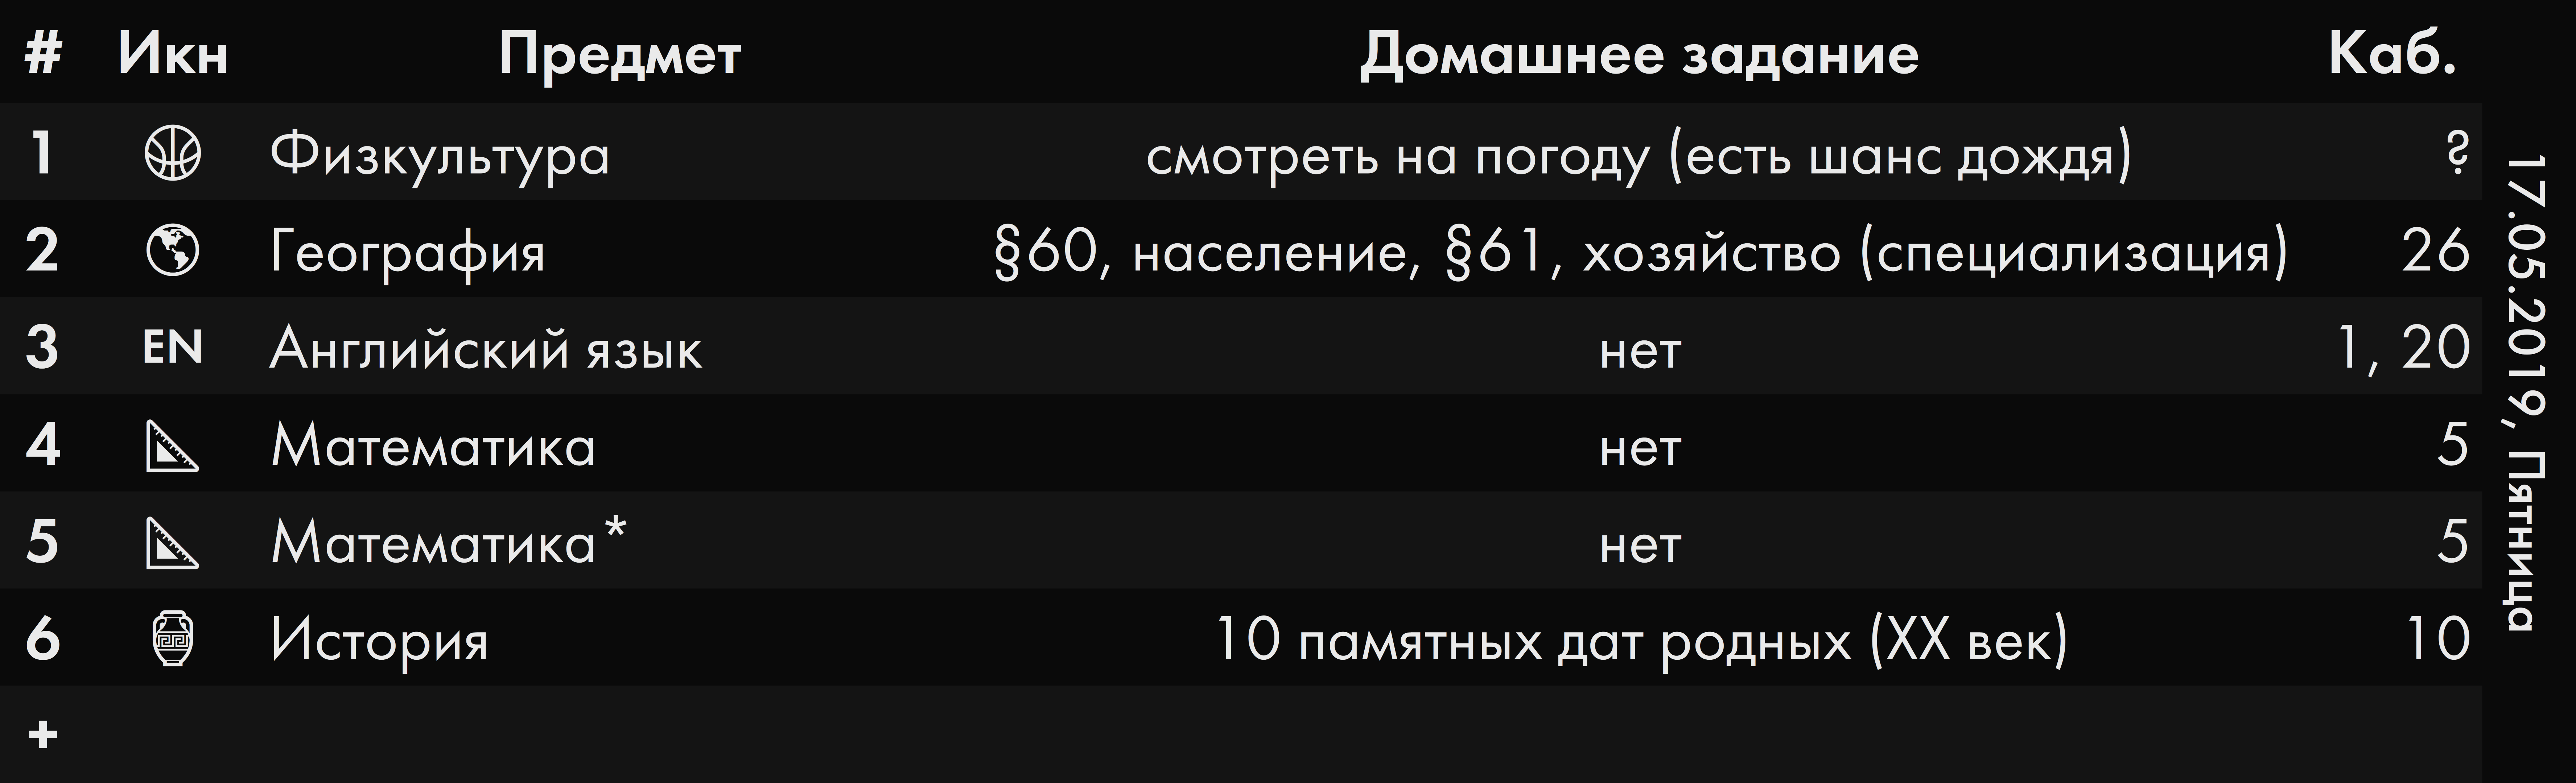 # Икн Предмет Домашнее задание Каб.
1 Физкультура смотреть на погоду (есть шанс дождя) ?
2 География §60, население, §61, хозяйство (специализация) 26
3 EN Английский язык нет 1, 20
4 Математика нет 5
5 Математика* нет 5
6 История 10 памятных дат родных (XX век) 10
+
17.05.2019, Пятница